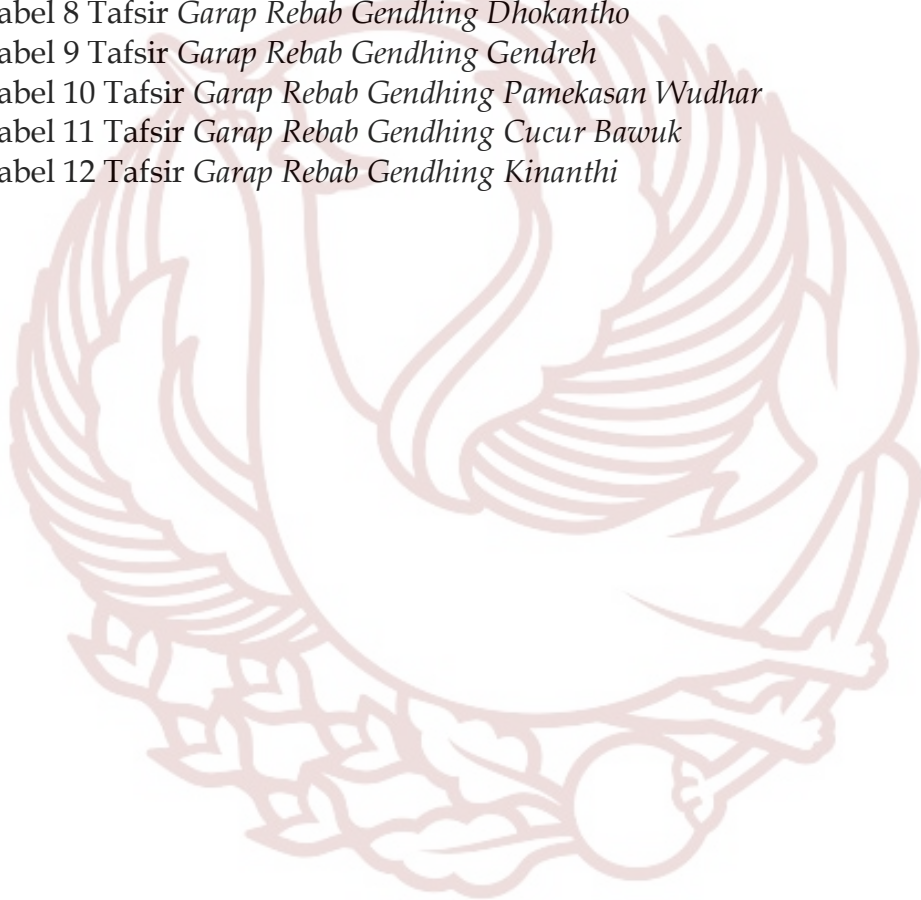 abel 8 Tafsir Garap Rebab Gendhing Dhokantho
abel 9 Tafsir Garap Rebab Gendhing Gendreh
abel 10 Tafsir Garap Rebab Gendhing Pamekasan Wudhar
abel 11 Tafsir Garap Rebab Gendhing Cucur Bawuk
abel 12 Tafsir Garap Rebab Gendhing Kinanthi